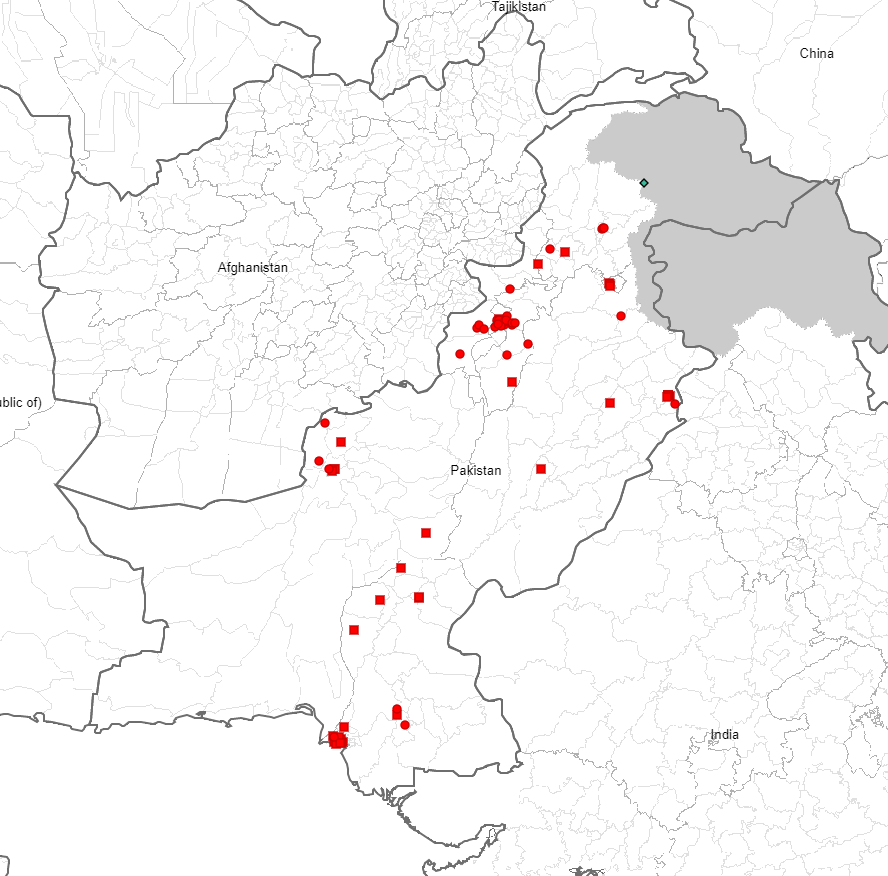 Tajikistan
China
Afghanistan
ublic of)
Pakistan
India